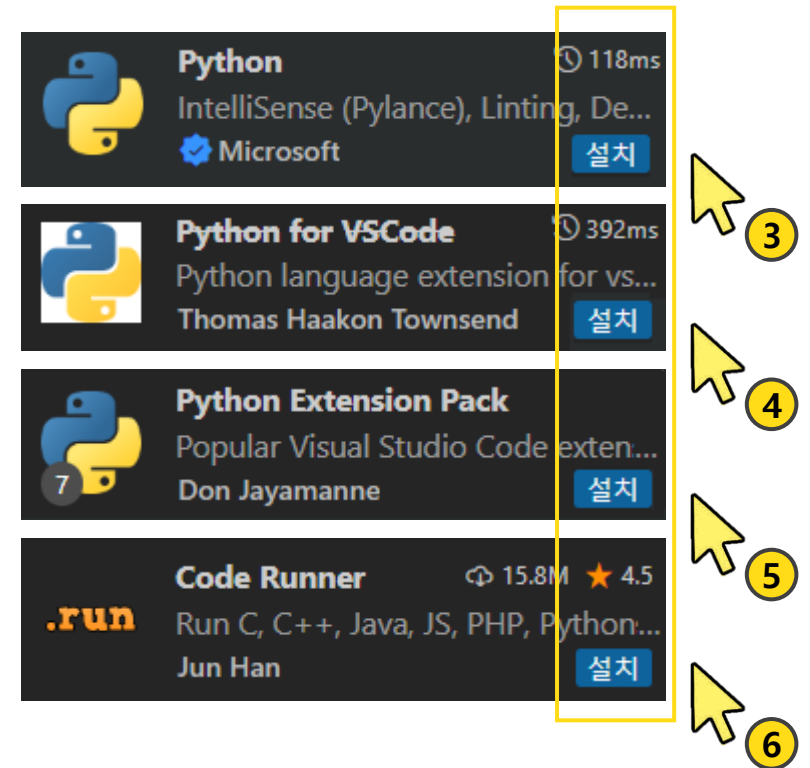 Python 118ms
IntelliSense (Pylance), Linting, De...
Microsoft 설치
3
Python for VSCode 392ms
Python language extension for vs...
Thomas Haakon Townsend 설치
4
Python Extension Pack
Popular Visual Studio Code exten...
7 Don Jayamanne 설치
5
Code Runner 15.8M ★ 4.5
.run Run C, C++, Java, JS, PHP, Python...
Jun Han 설치
6